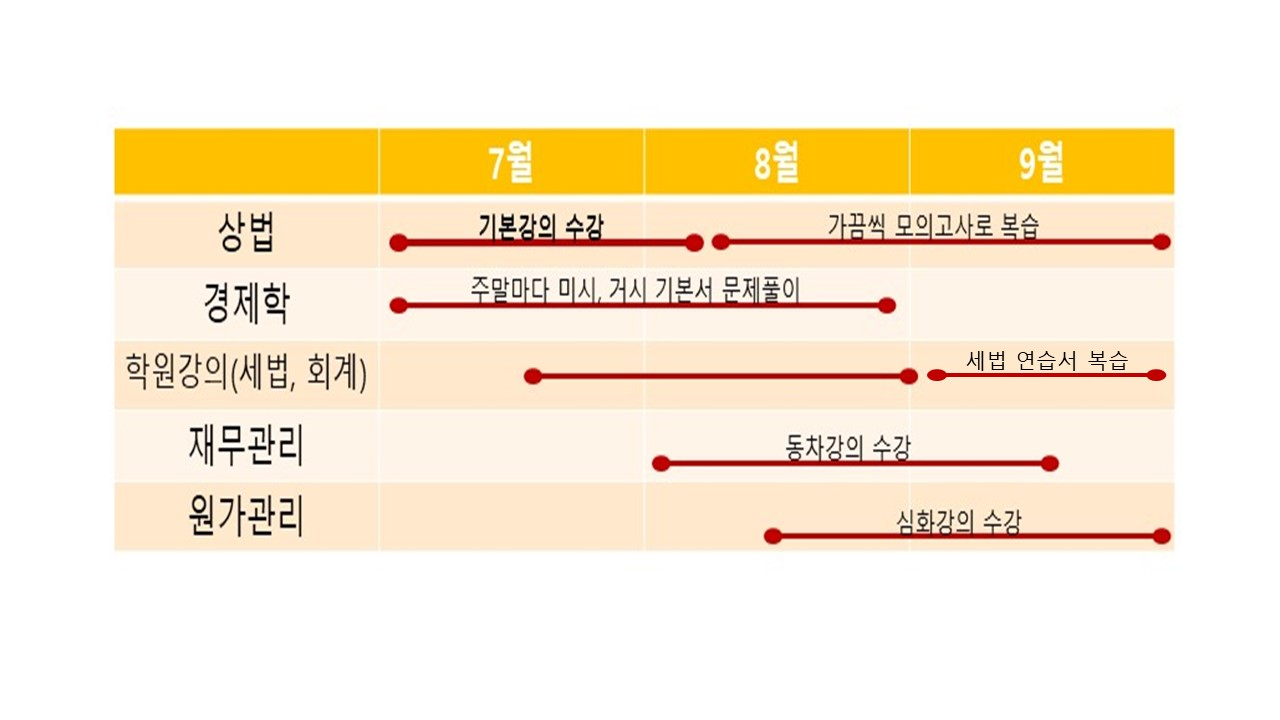 7월 8월 9월
상법 기본강의 수강 가끔씩 모의고사로 복습
경제학 주말마다 미시, 거시 기본서 문제풀이
학원강의(세법, 회계) 세법 연습서 복습
재무관리 동차강의 수강
원가관리 심화강의 수강